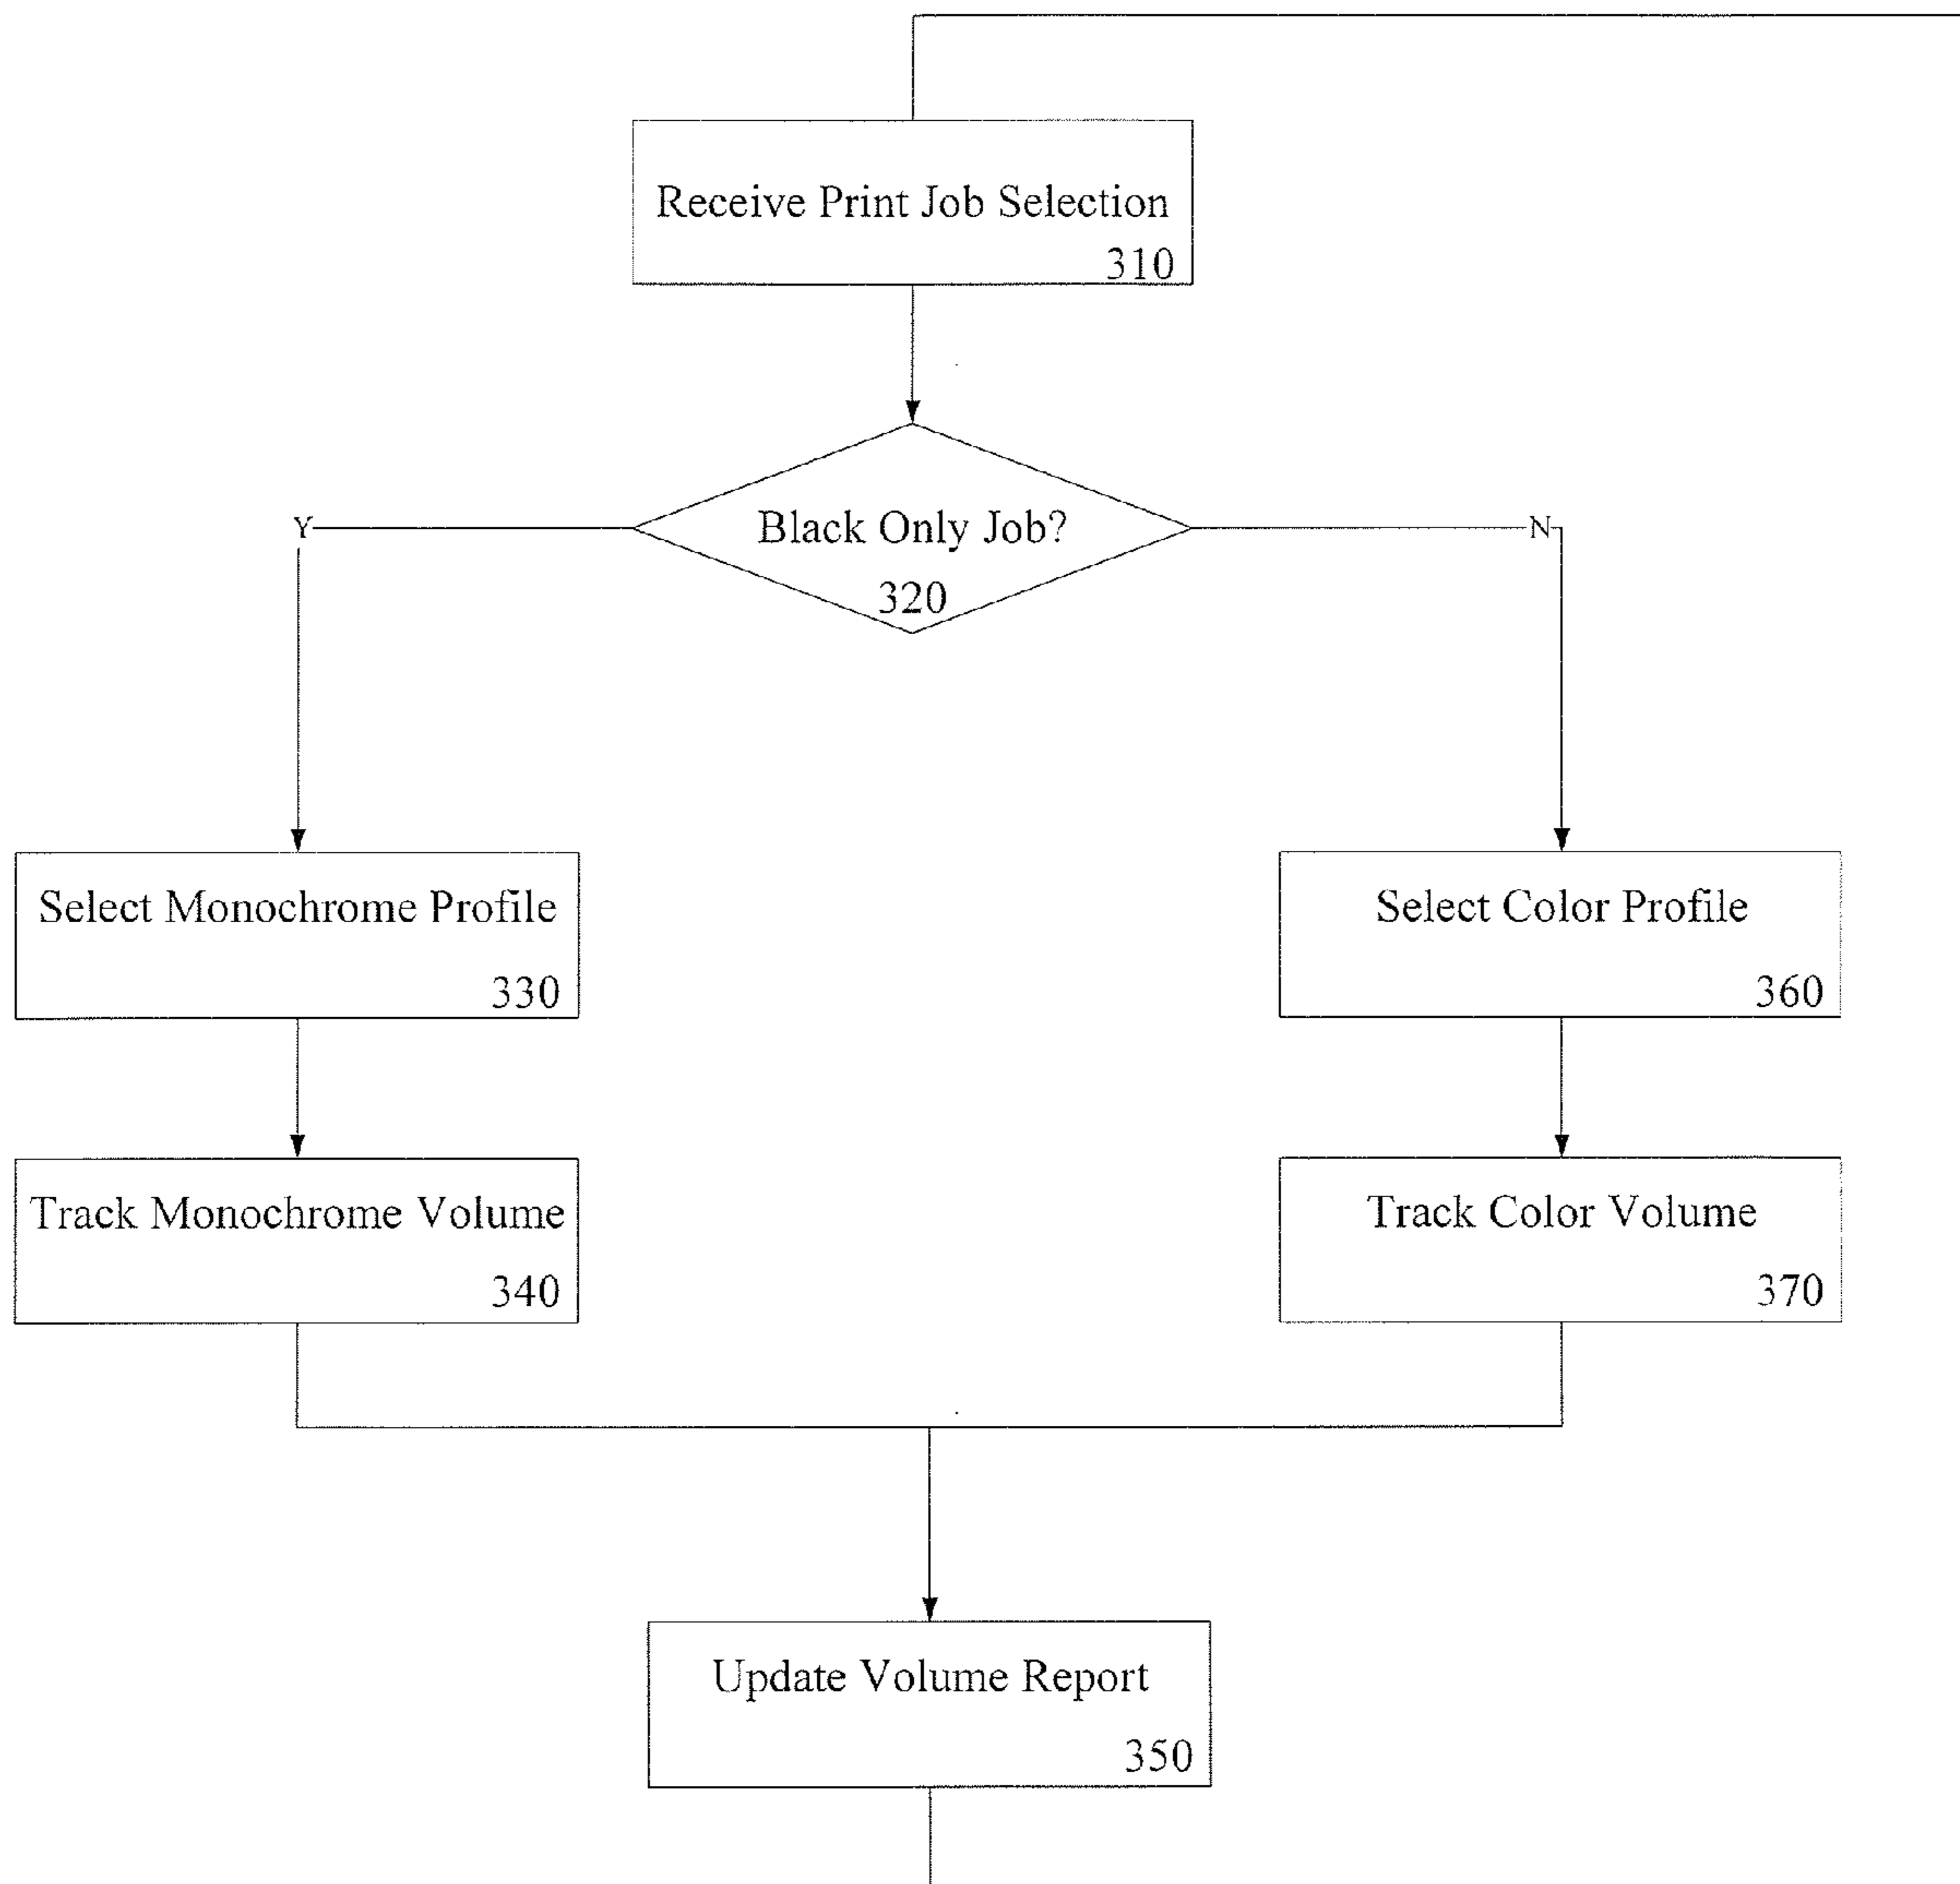 Receive Print Job Selection
310
Black Only Job?
320
Y
N
Select Monochrome Profile
330
Select Color Profile
360
Track Monochrome Volume
340
Track Color Volume
370
Update Volume Report
350